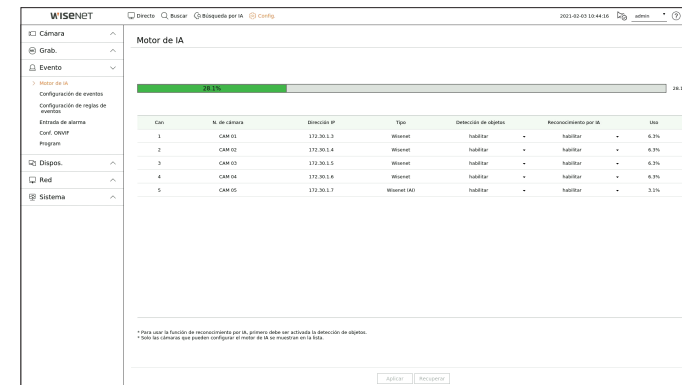 WISENET
Directo Buscar Búsqueda por IA Config.
2021-02-03 10:44:16 admin
Cámara
Grab.
Evento
Motor de IA
Configuración de eventos
Configuración de reglas de
eventos
Entrada de alarma
Conf. ONVIF
Program
Dispos.
Red
Sistema
Motor de IA
28.1%
28.1
Can. N. de cámara Dirección IP Tipo Detección de objetos Reconocimiento por IA Uso
1 CAM 01 172.30.1.3 Wisenet habilitar habilitar 6.3%
2 CAM 02 172.30.1.4 Wisenet habilitar habilitar 6.3%
3 CAM 03 172.30.1.5 Wisenet habilitar habilitar 6.3%
4 CAM 04 172.30.1.6 Wisenet habilitar habilitar 6.3%
5 CAM 05 172.30.1.7 Wisenet (AI) habilitar habilitar 3.1%
* Para usar la función de reconocimiento por IA, primero debe ser activada la detección de objetos.
* Solo las cámaras que pueden configurar el motor de IA se muestran en la lista.
Aplicar Recuperar